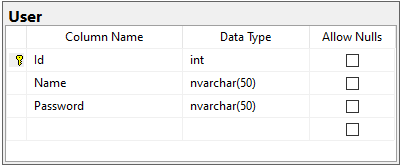 User
Column Name Data Type Allow Nulls
Id int
Name nvarchar(50)
Password nvarchar(50)